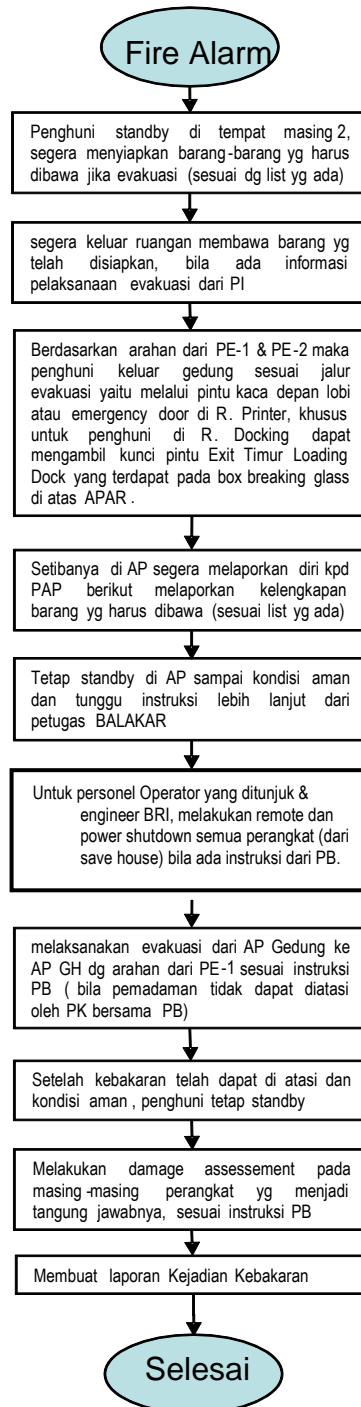 Fire Alarm
Penghuni standby di tempat masing 2,
segera menyiapkan barang-barang yg harus
dibawa jika evakuasi (sesuai dg list yg ada)
segera keluar ruangan membawa barang yg
telah disiapkan, bila ada informasi
pelaksanaan evakuasi dari PI
Berdasarkan arahan dari PE-1 & PE-2 maka
penghuni keluar gedung sesuai jalur
evakuasi yaitu melalui pintu kaca depan lobi
atau emergency door di R. Printer, khusus
untuk penghuni di R. Docking dapat
mengambil kunci pintu Exit Timur Loading
Dock yang terdapat pada box breaking glass
di atas APAR .
Setibanya di AP segera melaporkan diri kpd
PAP berikut melaporkan kelengkapan
barang yg harus dibawa (sesuai list yg ada)
Tetap standby di AP sampai kondisi aman
dan tunggu instruksi lebih lanjut dari
petugas BALAKAR
Untuk personel Operator yang ditunjuk &
engineer BRI, melakukan remote dan
power shutdown semua perangkat (dari
save house) bila ada instruksi dari PB.
melaksanakan evakuasi dari AP Gedung ke
AP GH dg arahan dari PE-1 sesuai instruksi
PB ( bila pemadaman tidak dapat diatasi
oleh PK bersama PB)
Setelah kebakaran telah dapat di atasi dan
kondisi aman , penghuni tetap standby
Melakukan damage assessment pada
masing -masing perangkat yg menjadi
tangung jawabnya, sesuai instruksi PB
Membuat laporan Kejadian Kebakaran
Selesai